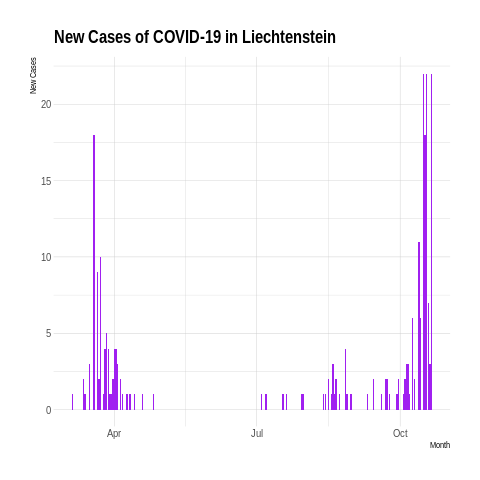 New Cases of COVID-19 in Liechtenstein
New Cases
20
15
10
5
0
Apr
Jul
Oct
Month